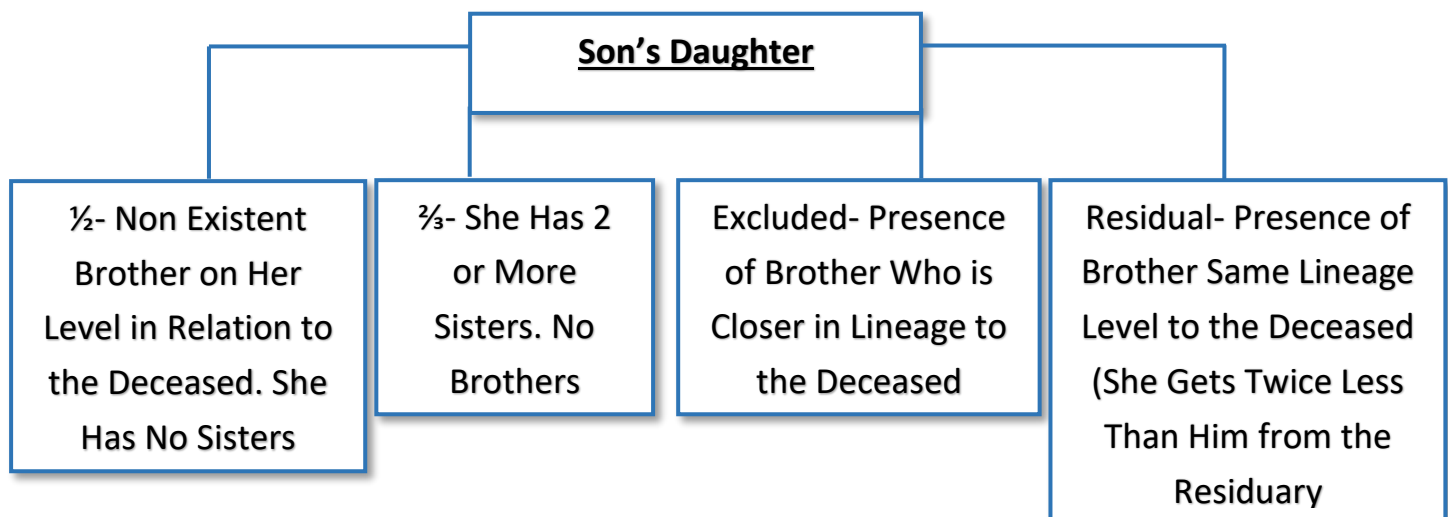 Son’s Daughter
½- Non Existent
Brother on Her
Level in Relation to
the Deceased. She
Has No Sisters
⅔- She Has 2
or More
Sisters. No
Brothers
Excluded- Presence
of Brother Who is
Closer in Lineage to
the Deceased
Residual- Presence of
Brother Same Lineage
Level to the Deceased
(She Gets Twice Less
Than Him from the
Residuary